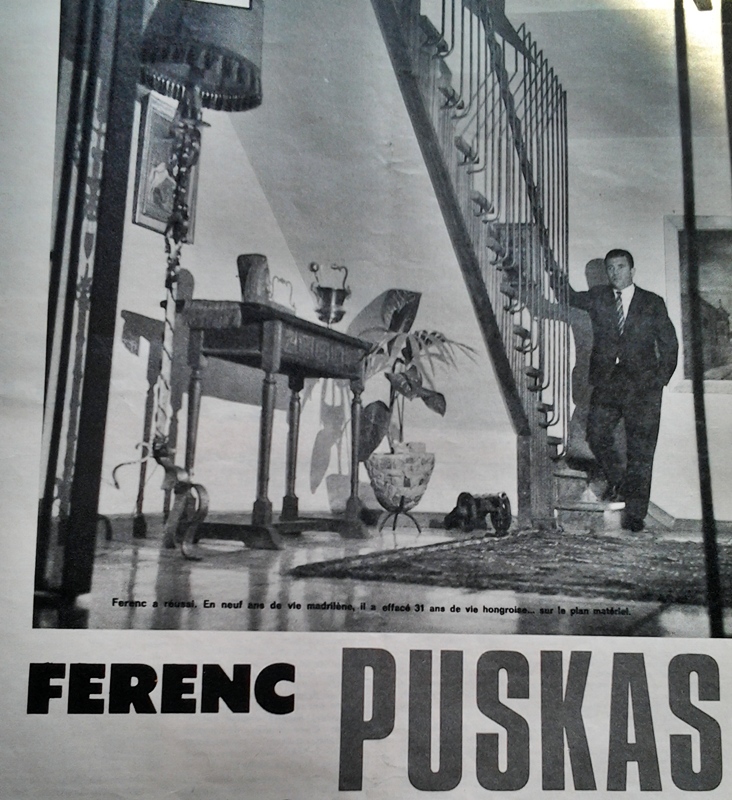 Ferenc a réussi. En neuf ans de vie madrilène, il a effacé 31 ans de vie hongroise... sur le plan matériel.
FERENC PUSKAS